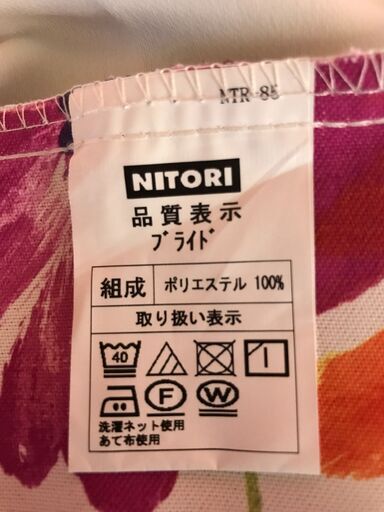 NTR-85
NITORI
品質表示
ブライド
組成 ポリエステル 100%
取り扱い表示
40
F W
洗濯ネット使用
あて布使用